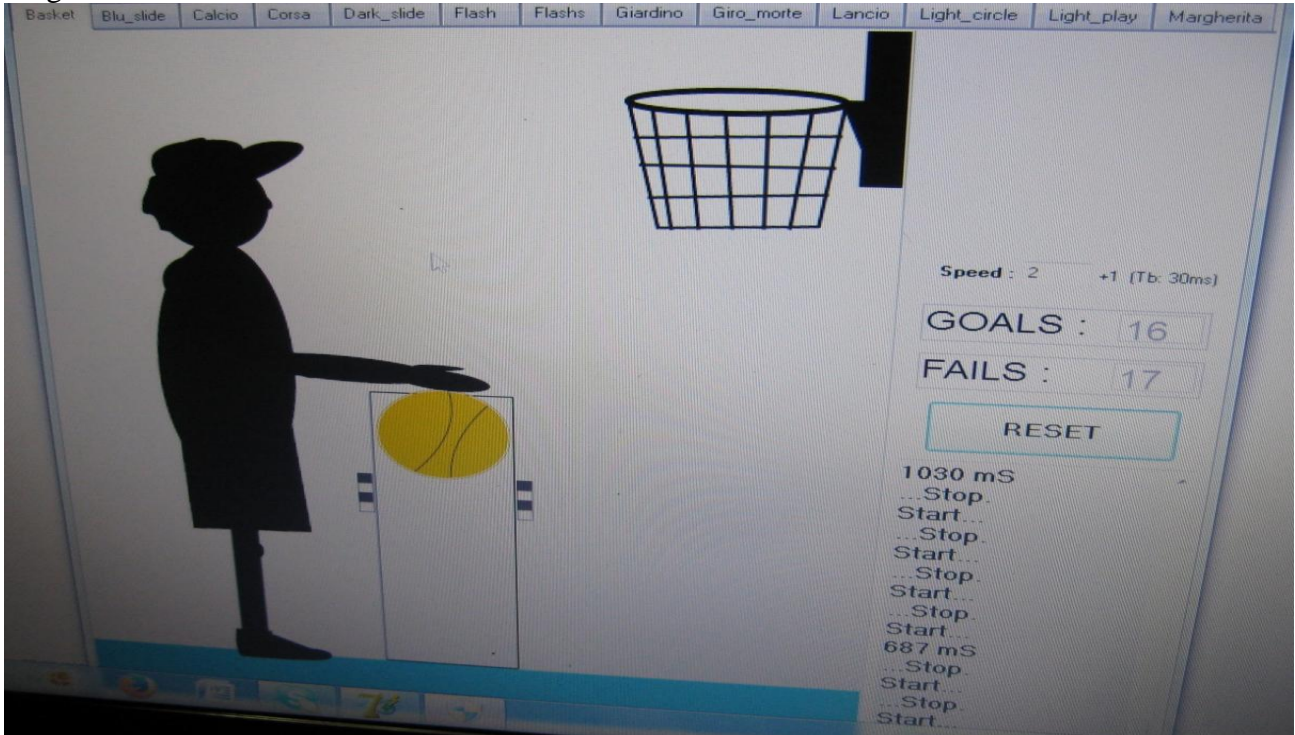 Basket Blu_slide Calcio Corsa Dark_slide Flash Flashs Giardino Giro_morte Lancio Light_circle Light_play Margherita
Speed : 2 +1 (Tb: 30ms)
GOALS : 16
FAILS : 17
RESET
1030 mS
...Stop.
Start...
...Stop.
Start...
...Stop.
Start...
...Stop.
Start...
687 mS
...Stop.
Start...
...Stop.
Start...